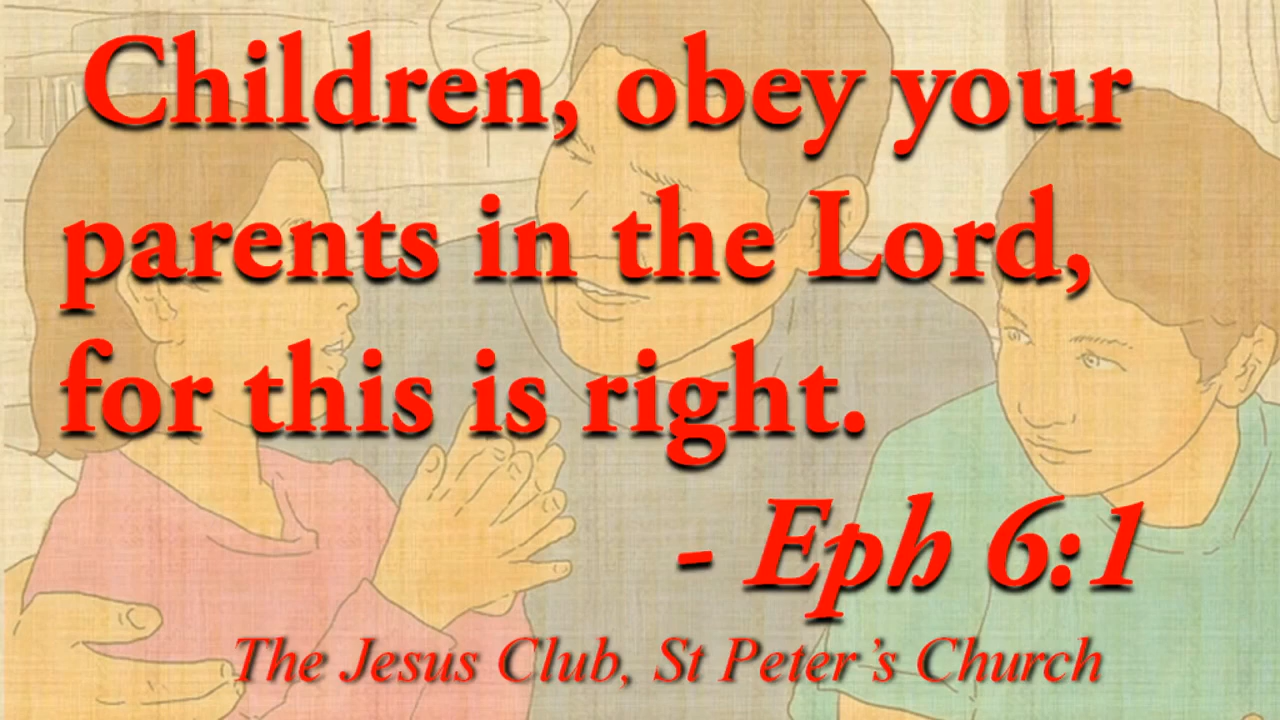 Children, obey your
parents in the Lord,
for this is right.
- Eph 6:1
The Jesus Club, St Peter’s Church